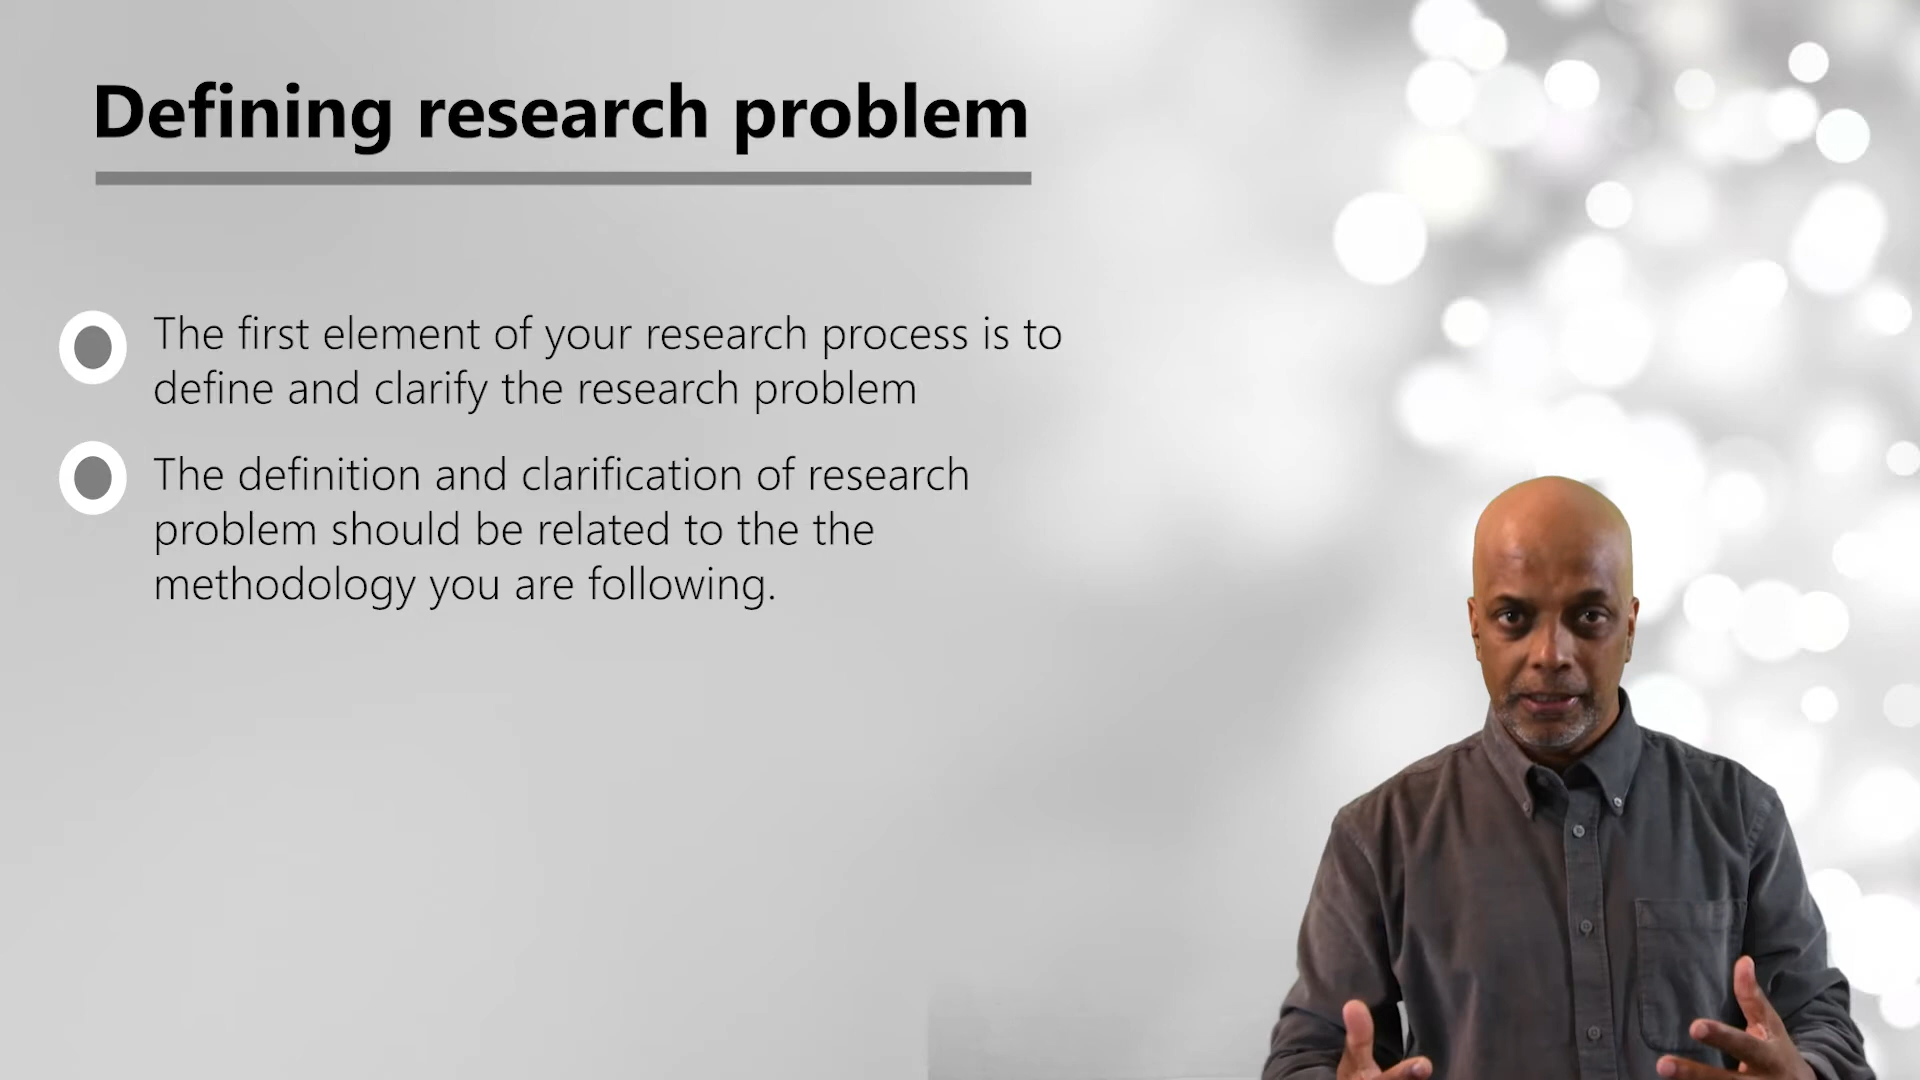 Defining research problem
The first element of your research process is to
define and clarify the research problem
The definition and clarification of research
problem should be related to the the
methodology you are following.